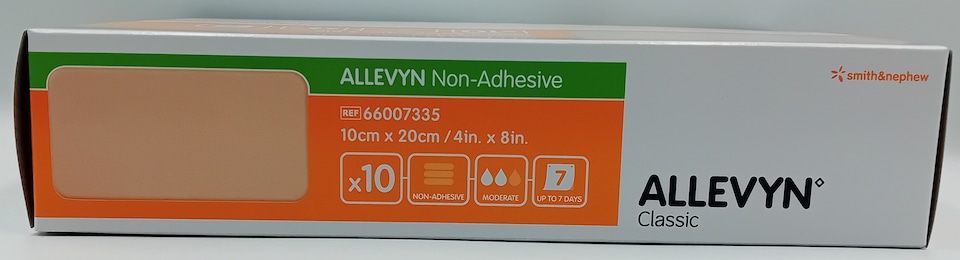 ALLEVYN Non-Adhesive
REF 66007335
10cm x 20cm / 4in. x 8in.
x10
NON-ADHESIVE
MODERATE
7
UP TO 7 DAYS
smith&nephew
ALLEVYN◊
Classic